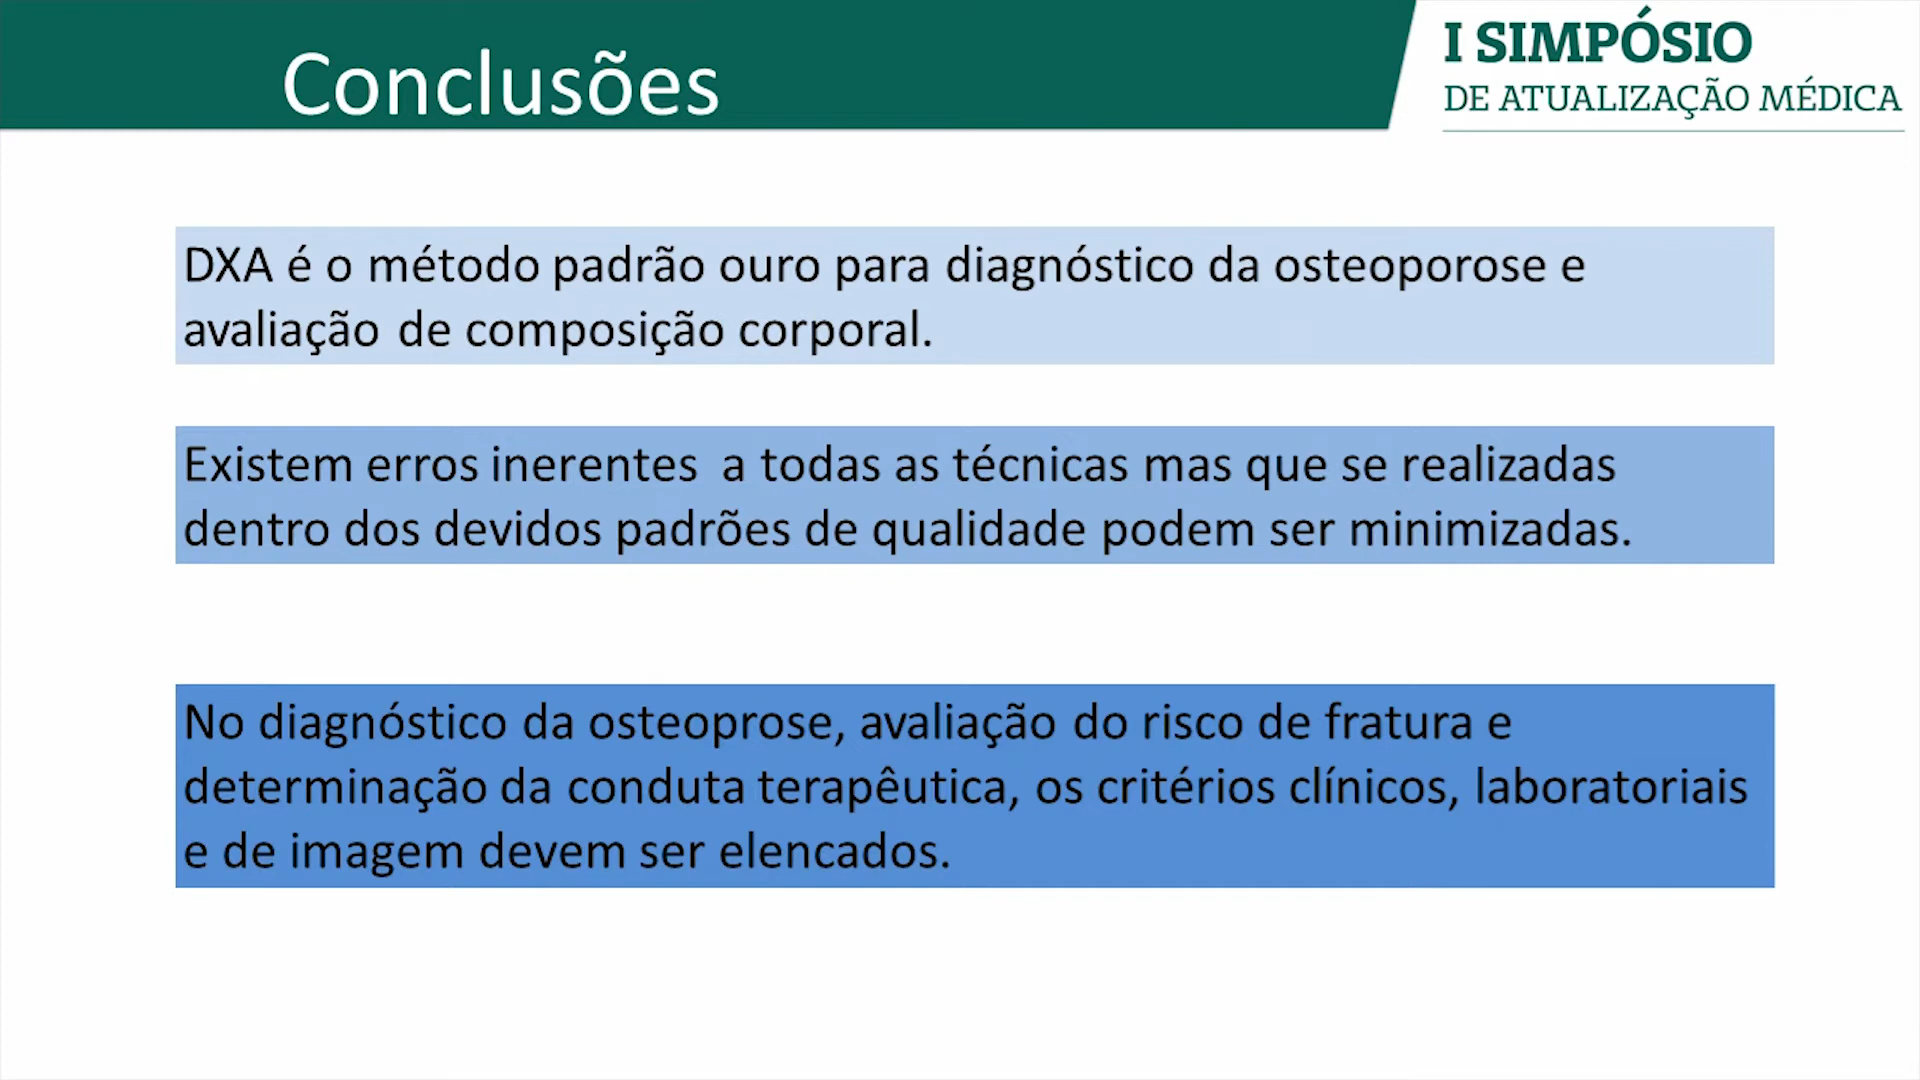 Conclusões
I SIMPÓSIO
DE ATUALIZAÇÃO MÉDICA
DXA é o método padrão ouro para diagnóstico da osteoporose e
avaliação de composição corporal.
Existem erros inerentes a todas as técnicas mas que se realizadas
dentro dos devidos padrões de qualidade podem ser minimizadas.
No diagnóstico da osteoprose, avaliação do risco de fratura e
determinação da conduta terapêutica, os critérios clínicos, laboratoriais
e de imagem devem ser elencados.